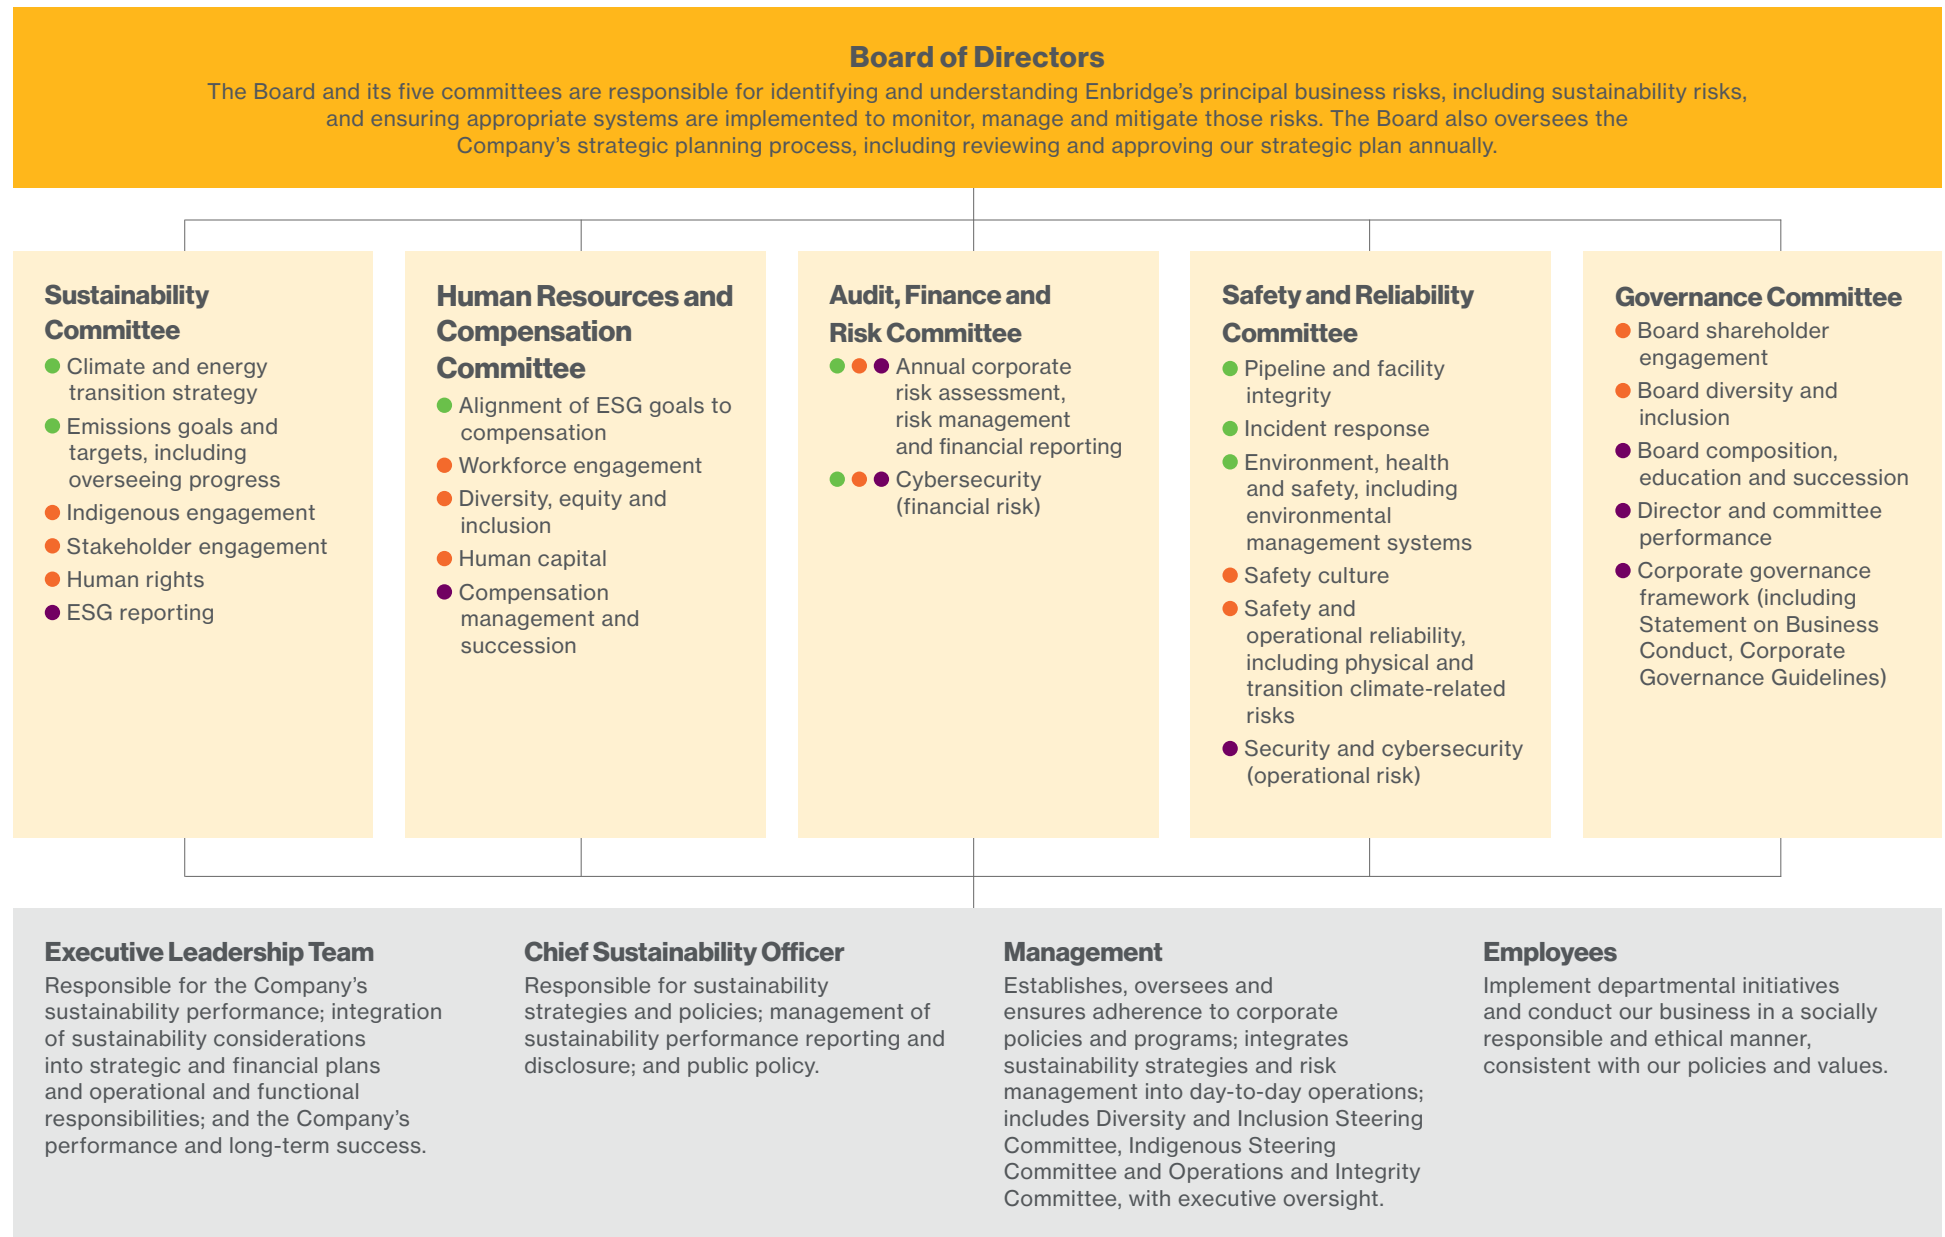 Board of Directors
The Board and its five committees are responsible for identifying and understanding Enbridge's principal business risks, including sustainability risks,
and ensuring appropriate systems are implemented to monitor, manage and mitigate those risks. The Board also oversees the
Company's strategic planning process, including reviewing and approving our strategic plan annually.
Sustainability
Committee
Climate and energy
transition strategy
Emissions goals and
targets, including
overseeing progress
Indigenous engagement
Stakeholder engagement
Human rights
ESG reporting
Human Resources and
Compensation
Committee
Alignment of ESG goals to
compensation
Workforce engagement
Diversity, equity and
inclusion
Human capital
Compensation
management and
succession
Audit, Finance and
Risk Committee
Annual corporate
risk assessment,
risk management
and financial reporting
Cybersecurity
(financial risk)
Safety and Reliability
Committee
Pipeline and facility
integrity
Incident response
Environment, health
and safety, including
environmental
management systems
Safety culture
Safety and
operational reliability,
including physical and
transition climate-related
risks
Security and cybersecurity
(operational risk)
Governance Committee
Board shareholder
engagement
Board diversity and
inclusion
Board composition,
education and succession
Director and committee
performance
Corporate governance
framework (including
Statement on Business
Conduct, Corporate
Governance Guidelines)
Executive Leadership Team
Responsible for the Company's
sustainability performance; integration
of sustainability considerations
into strategic and financial plans
and operational and functional
responsibilities; and the Company's
performance and long-term success.
Chief Sustainability Officer
Responsible for sustainability
strategies and policies; management of
sustainability performance reporting and
disclosure; and public policy.
Management
Establishes, oversees and
ensures adherence to corporate
policies and programs; integrates
sustainability strategies and risk
management into day-to-day operations;
includes Diversity and Inclusion Steering
Committee, Indigenous Steering
Committee and Operations and Integrity
Committee, with executive oversight.
Employees
Implement departmental initiatives
and conduct our business in a socially
responsible and ethical manner,
consistent with our policies and values.